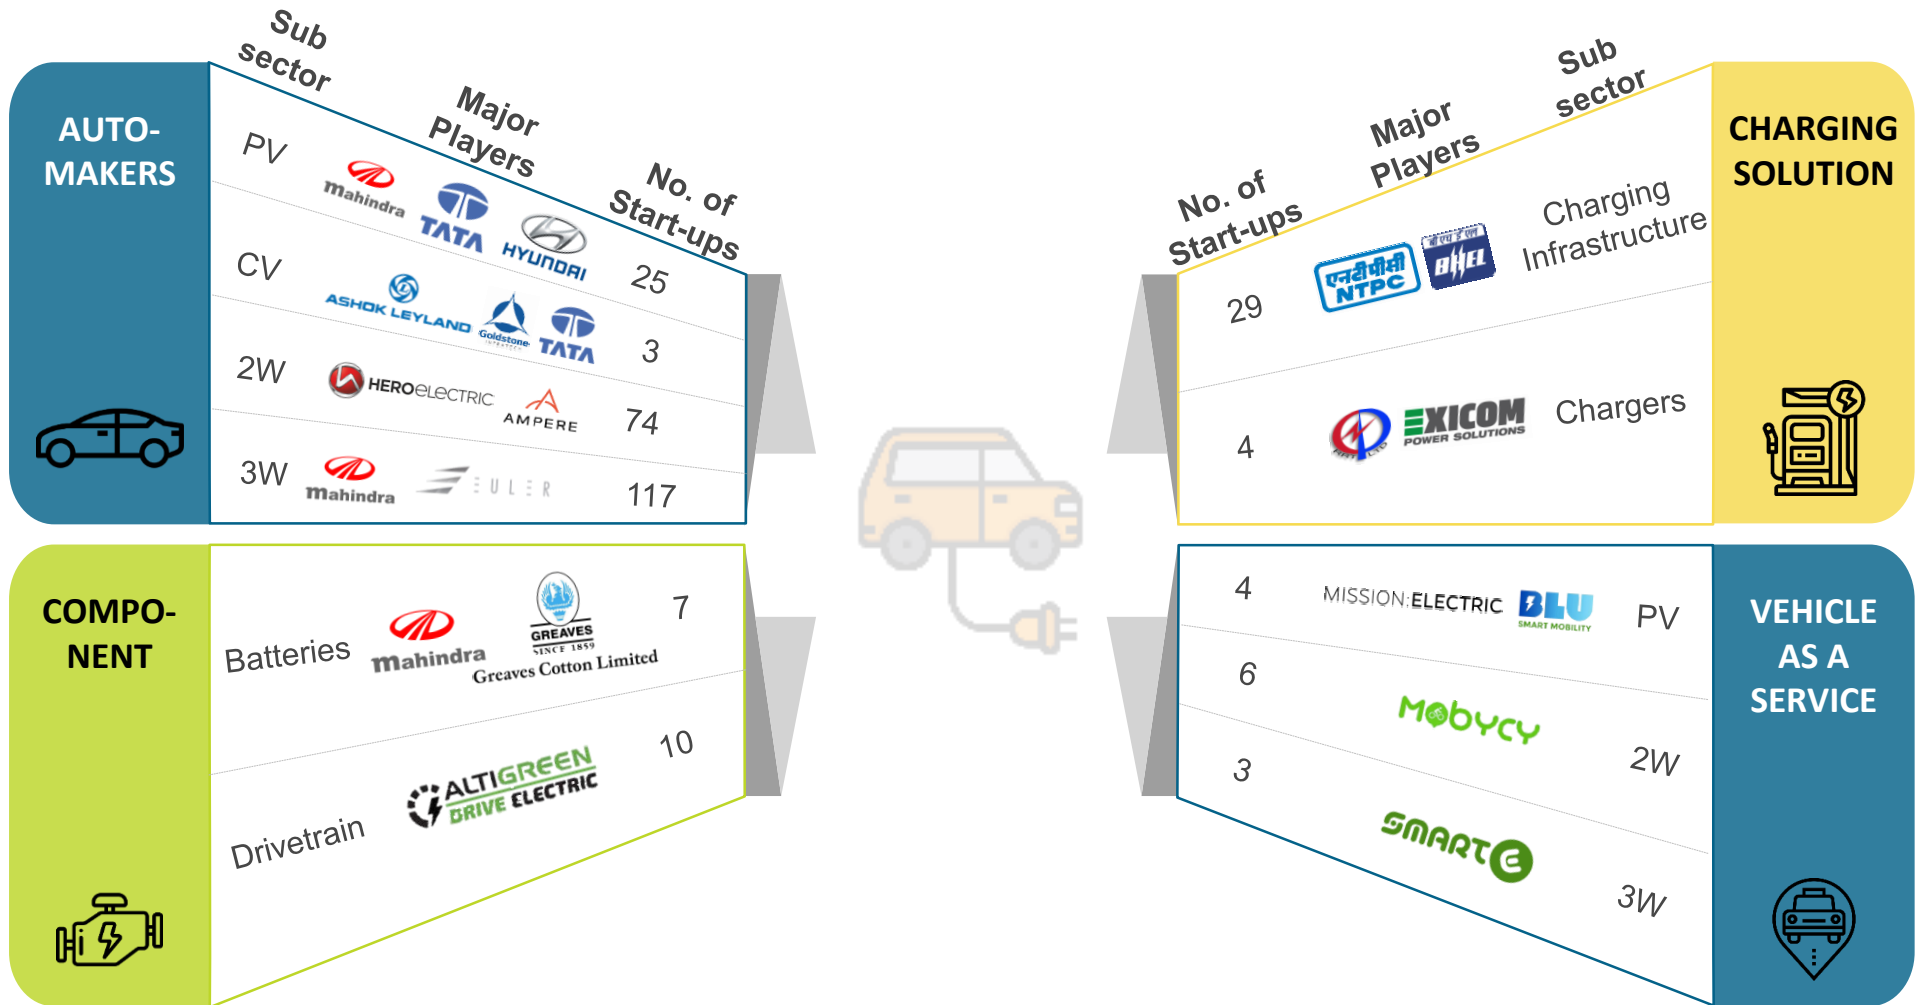 AUTO-
MAKERS
Sub
sector
Major
Players
No. of
Start-ups
PV
mahindra
TATA
HYUNDAI
25
CV
ASHOK LEYLAND
Goldstone
TATA
3
2W
HEROELECTRIC
AMPERE
74
3W
mahindra
EULER
117
COMPO-
NENT
Batteries
mahindra
GREAVES
SINCE 1859
Greaves Cotton Limited
7
Drivetrain
ALTIGREEN
DRIVE ELECTRIC
10
CHARGING
SOLUTION
No. of
Start-ups
Major
Players
Sub
sector
29
एनटीपीसी
NTPC
बी एच ई एल
BHEL
Charging
Infrastructure
4
EXICOM
POWER SOLUTIONS
Chargers
VEHICLE
AS A
SERVICE
4
MISSION:ELECTRIC
BLU
SMART MOBILITY
PV
6
MobYCY
2W
3
SMARTE
3W